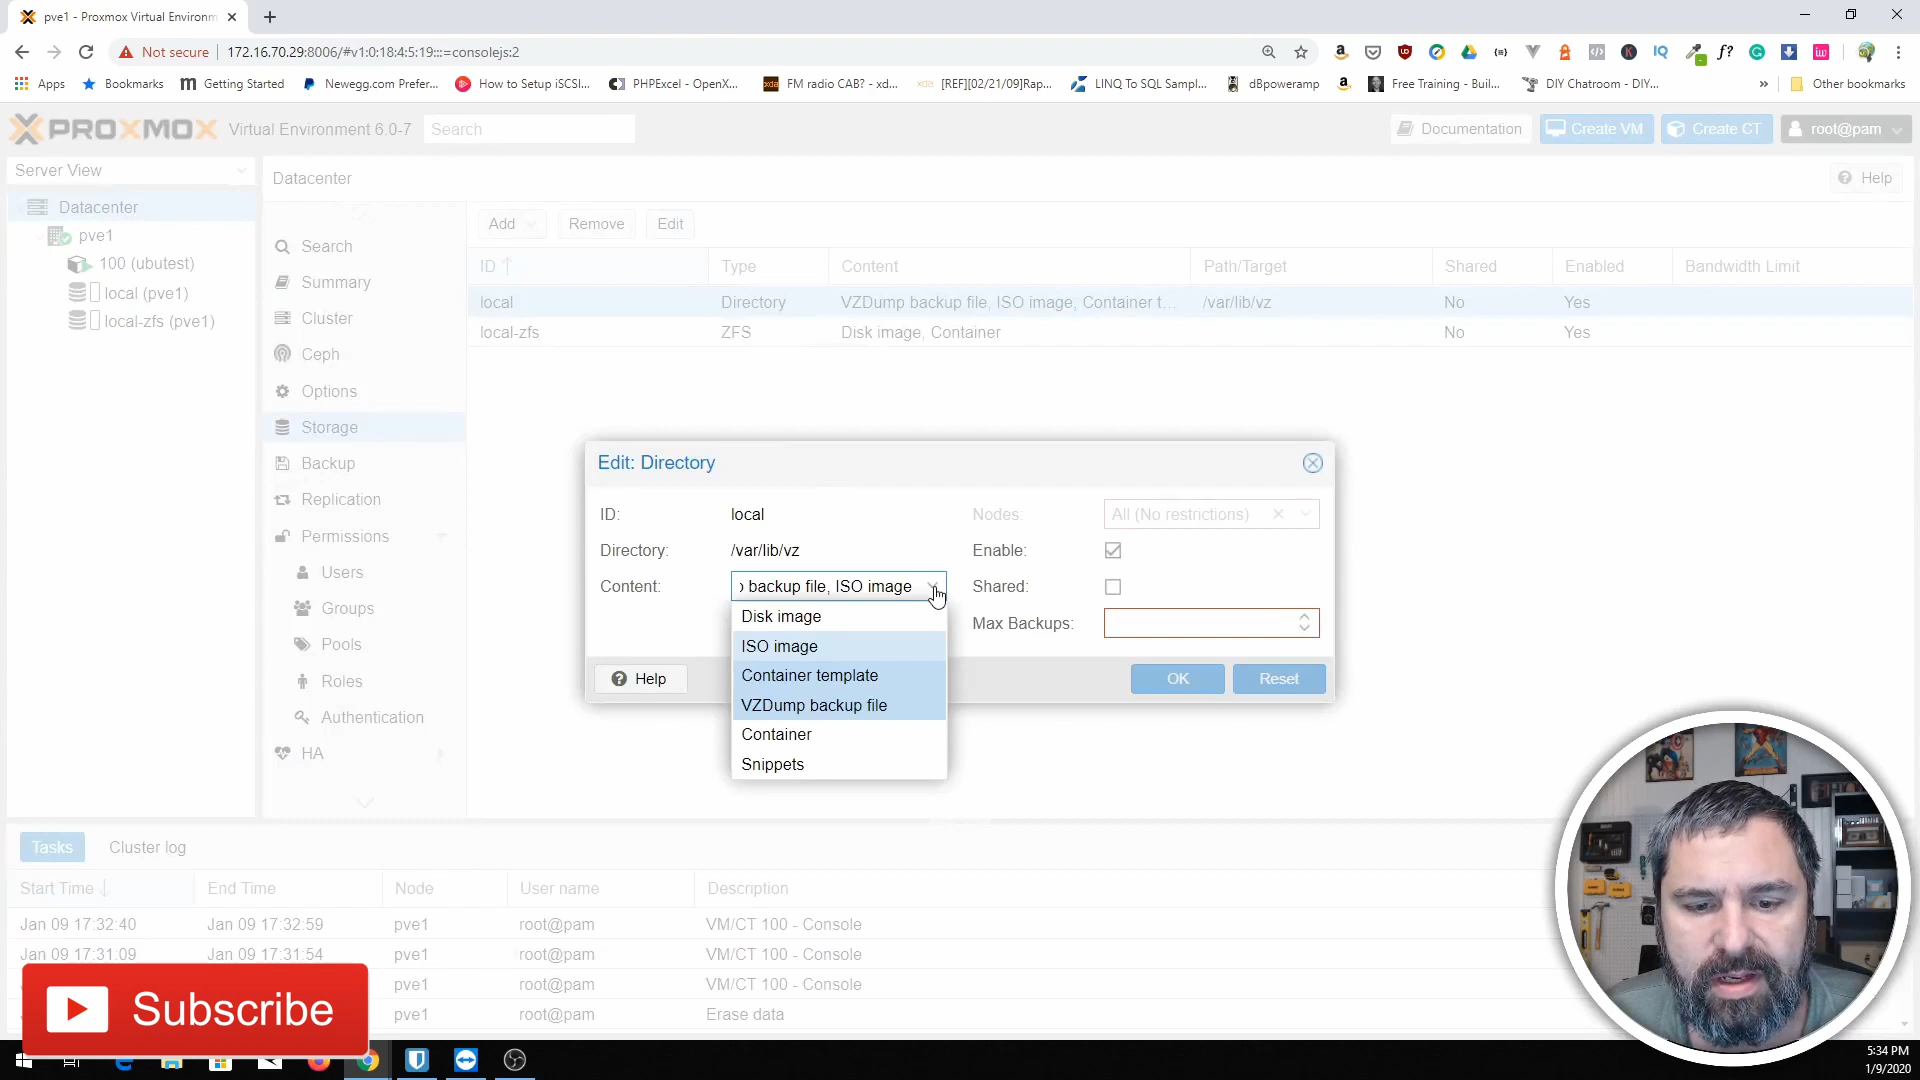 pve1 - Proxmox Virtual Environm
Not secure 172.16.70.29:8006/#v1:0:18:4:5:19:::=consolejs:2
Apps Bookmarks Getting Started Newegg.com Prefer... How to Setup iSCSI... PHPExcel - OpenX... FM radio CAB? - xd... [REF][02/21/09]Rap... LINQ To SQL Sampl... dBpoweramp Free Training - Buil... DIY Chatroom - DIY... » Other bookmarks
PROXMOX Virtual Environment 6.0-7 Search Documentation Create VM Create CT root@pam
Server View
Datacenter
pve1
100 (ubutest)
local (pve1)
local-zfs (pve1)
Datacenter Help
Search
Summary
Cluster
Ceph
Options
Storage
Backup
Replication
Permissions
Users
Groups
Pools
Roles
Authentication
HA
Add Remove Edit
ID Type Content Path/Target Shared Enabled Bandwidth Limit
local Directory VZDump backup file, ISO image, Container t... /var/lib/vz No Yes
local-zfs ZFS Disk image, Container No Yes
Edit: Directory
ID: local Nodes: All (No restrictions)
Directory: /var/lib/vz Enable:
Content: backup file, ISO image Shared:
Max Backups:
Disk image
ISO image
Container template
VZDump backup file
Container
Snippets
Help OK Reset
Tasks Cluster log
Start Time End Time Node User name Description
Jan 09 17:32:40 Jan 09 17:32:59 pve1 root@pam VM/CT 100 - Console
Jan 09 17:31:09 Jan 09 17:31:54 pve1 root@pam VM/CT 100 - Console
pve1 root@pam VM/CT 100 - Console
pve1 root@pam Erase data
Subscribe
5:34 PM
1/9/2020